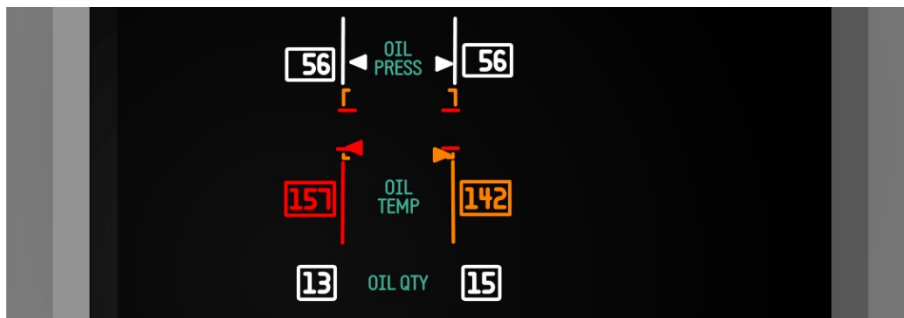 56 OIL PRESS 56
157 OIL TEMP 142
13 OIL QTY 15